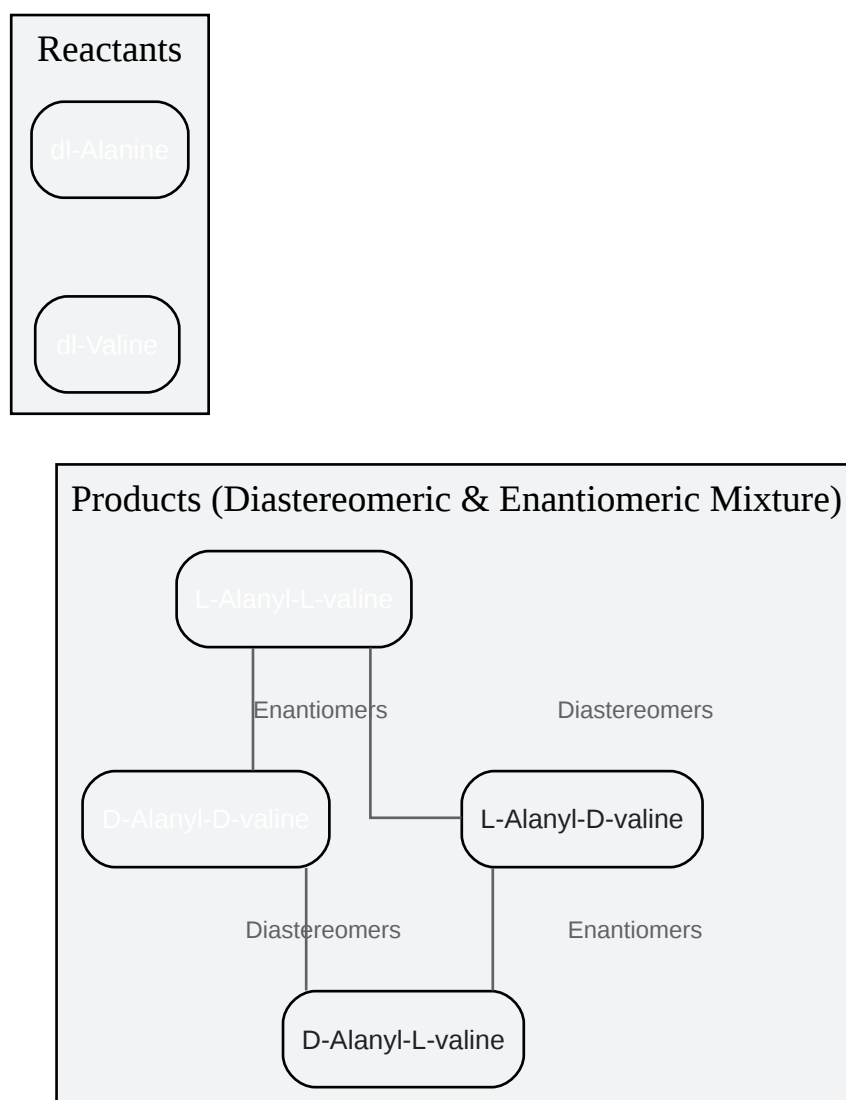 Reactants
dl-Alanine
dl-Valine
Products (Diastereomeric & Enantiomeric Mixture)
L-Alanyl-L-valine
Enantiomers
Diastereomers
D-Alanyl-D-valine
L-Alanyl-D-valine
Diastereomers
Enantiomers
D-Alanyl-L-valine